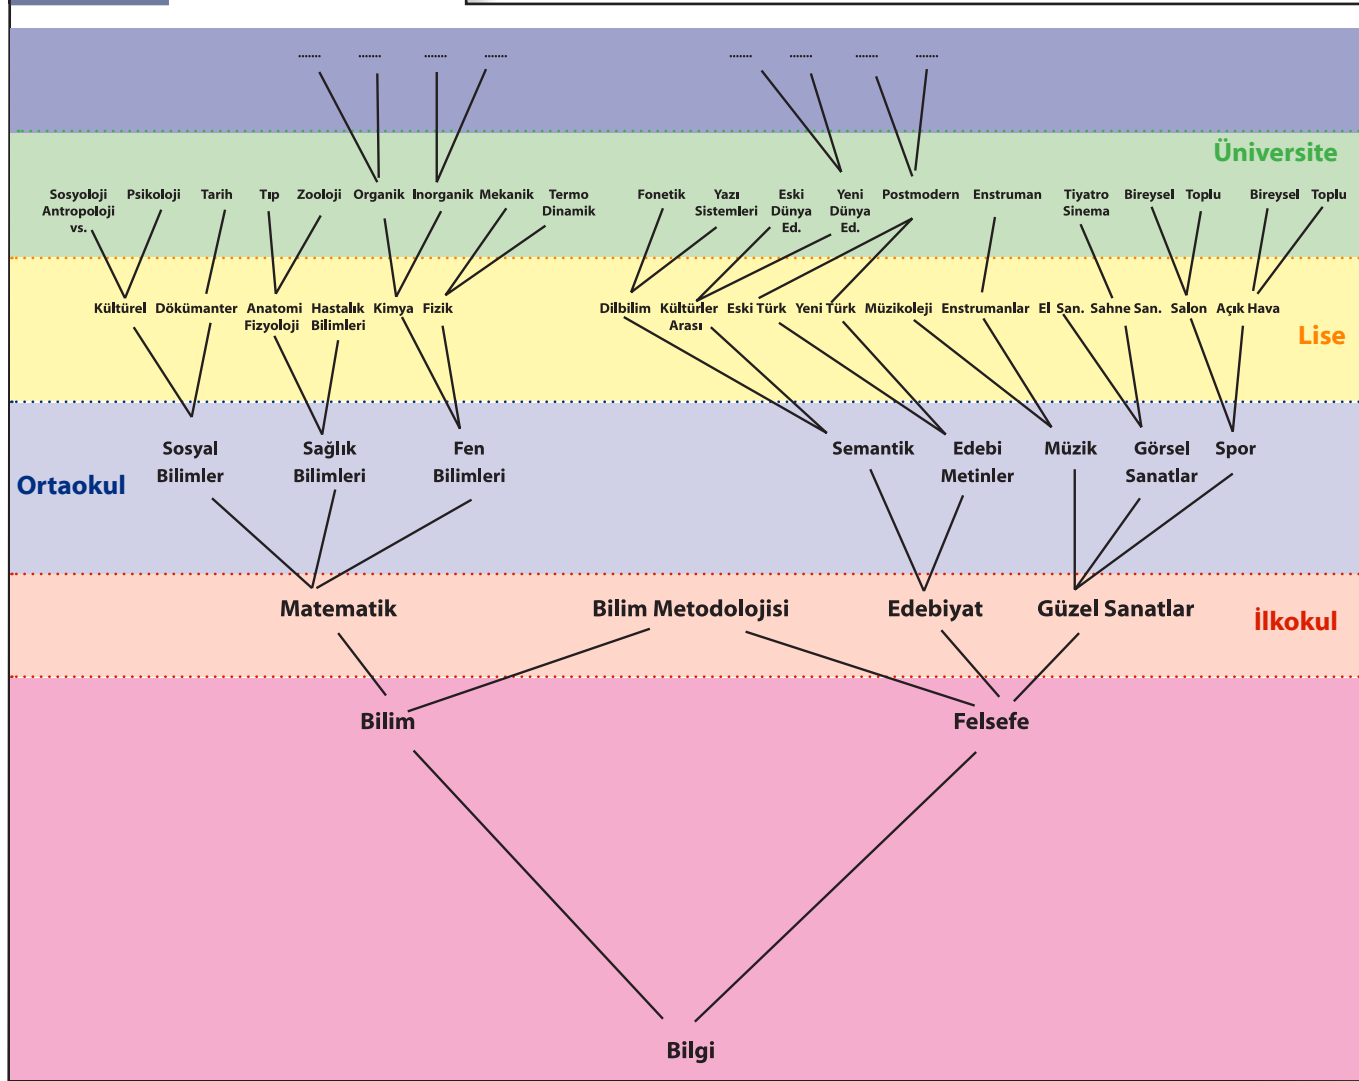 ....... ....... ....... ....... ....... ....... ....... .......
Üniversite
Sosyoloji Psikoloji Tarih Tıp Zooloji Organik Inorganik Mekanik Termo Fonetik Yazı Eski Yeni Postmodern Enstruman Tiyatro Bireysel Toplu Bireysel Toplu
Antropoloji Dinamik Sistemleri Dünya Dünya Sinema
vs. Ed. Ed.
Kültürel Dökümanter Anatomi Hastalık Kimya Fizik Dilbilim Kültürler Eski Türk Yeni Türk Müzikoleji Enstrumanlar El San. Sahne San. Salon Açık Hava
Fizyoloji Bilimleri Arası
Lise
Sosyal Sağlık Fen Semantik Edebi Müzik Görsel Spor
Bilimler Bilimleri Bilimleri Metinler Sanatlar
Ortaokul
Matematik Bilim Metodolojisi Edebiyat Güzel Sanatlar
İlkokul
Bilim Felsefe
Bilgi